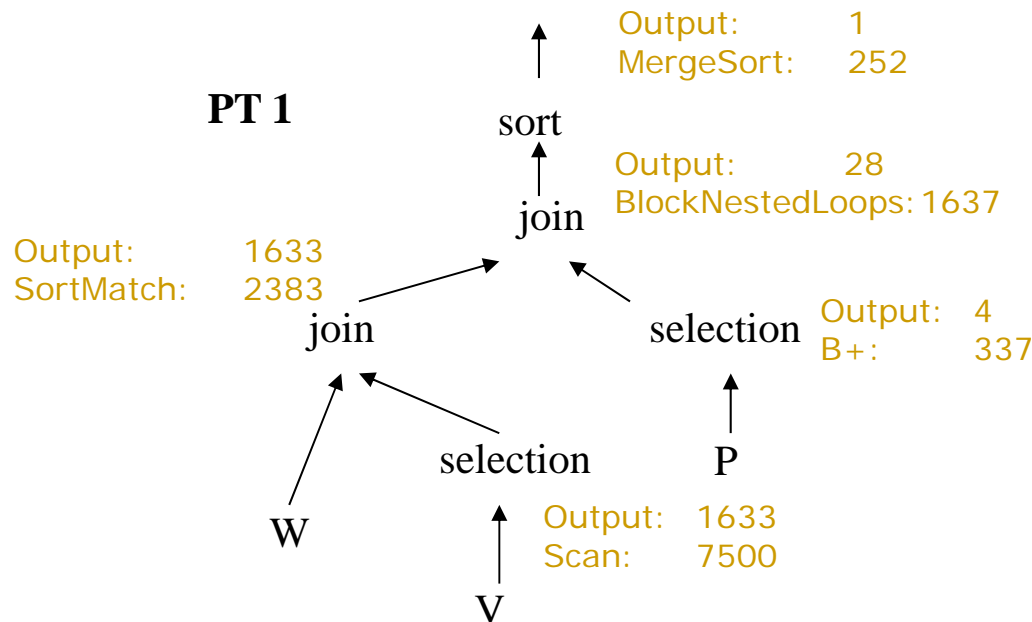 Output: 1
MergeSort: 252
PT 1
sort
Output: 28
BlockNestedLoops: 1637
join
Output: 1633
SortMatch: 2383
join
selection
Output: 4
B+: 337
selection
P
W
Output: 1633
Scan: 7500
V